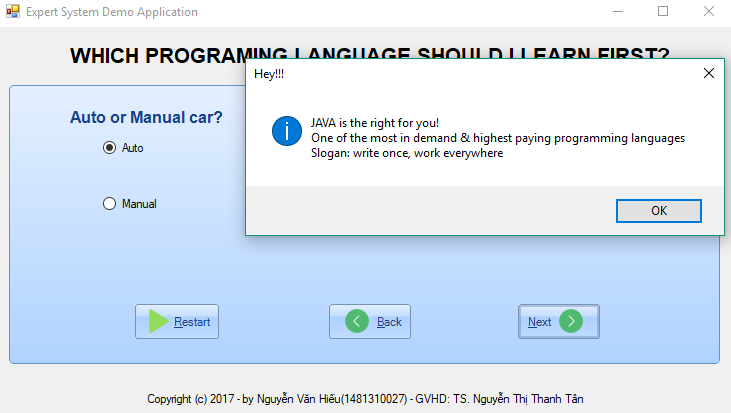 Expert System Demo Application
WHICH PROGRAMING LANGUAGE SHOULD I LEARN FIRST?
Hey!!!
JAVA is the right for you!
One of the most in demand & highest paying programming languages
Slogan: write once, work everywhere
OK
Auto or Manual car?
Auto
Manual
Restart
Back
Next
Copyright (c) 2017 - by Nguyễn Văn Hiếu(1481310027) - GVHD: TS. Nguyễn Thị Thanh Tân